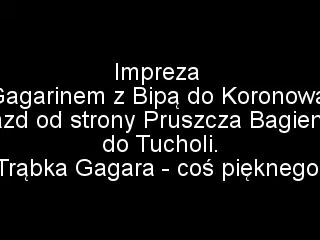 Impreza
Gagarinem z Bipą do Koronowa
azd od strony Pruszcza Bagien
do Tucholi.
Trąbka Gagara - coś pięknego